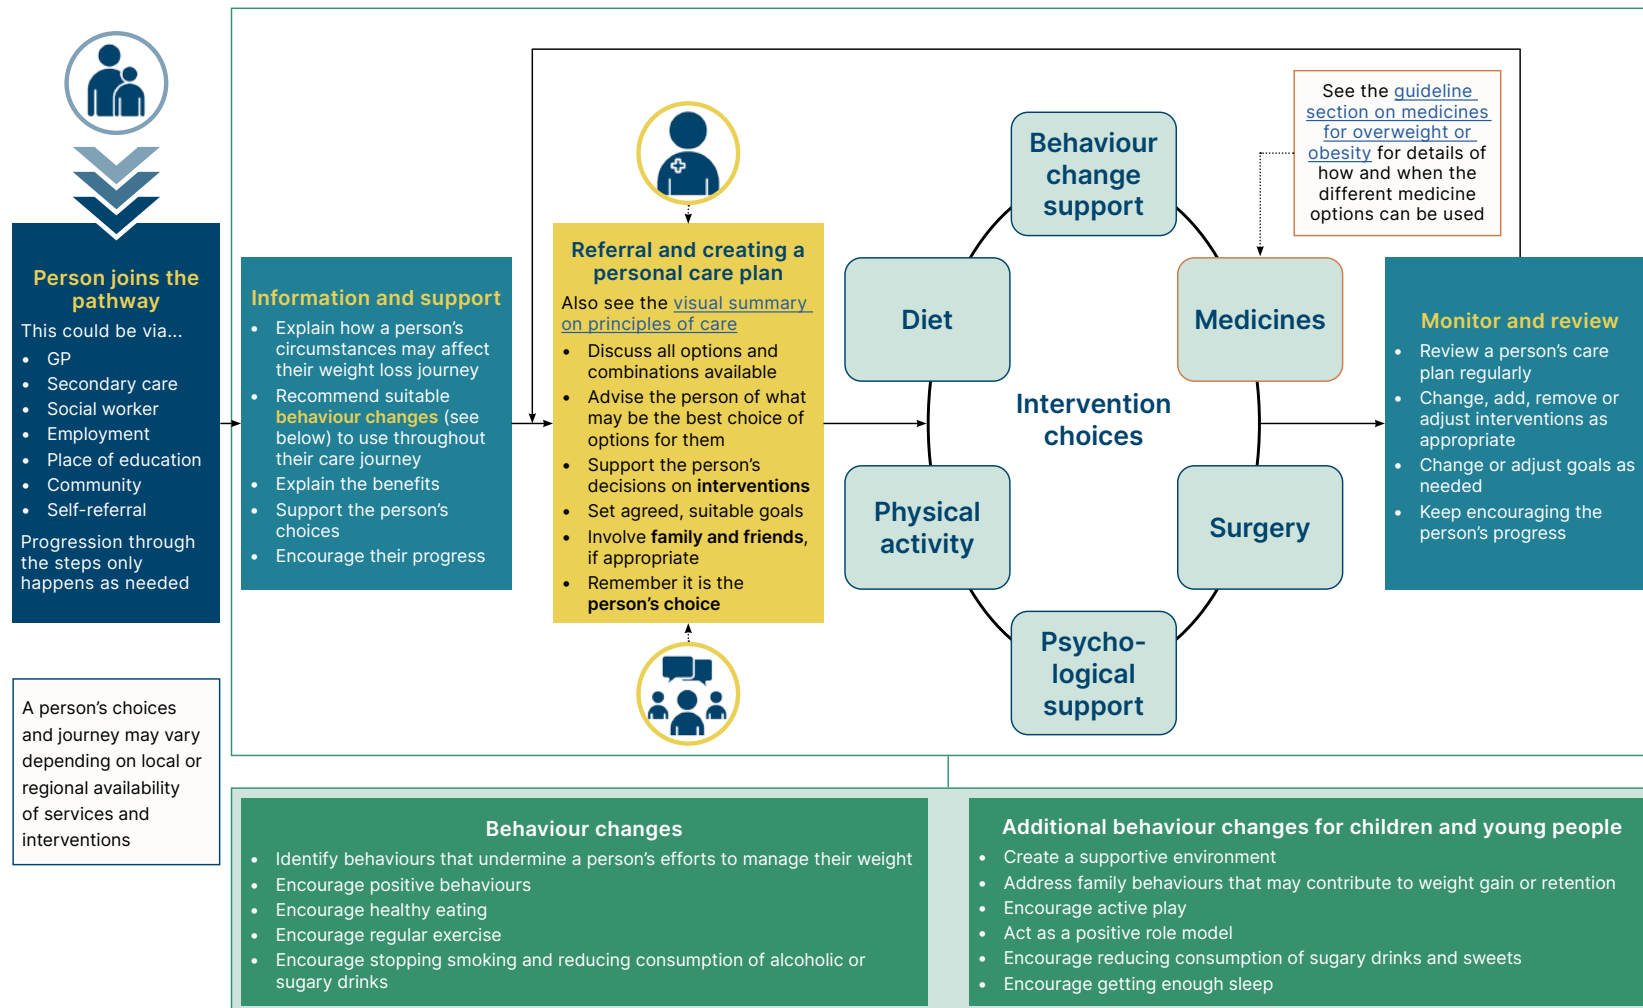 Person joins the
pathway
This could be via...
• GP
• Secondary care
• Social worker
• Employment
• Place of education
• Community
• Self-referral
Progression through
the steps only
happens as needed
A person’s choices
and journey may vary
depending on local or
regional availability
of services and
interventions
Information and support
• Explain how a person’s
circumstances may affect
their weight loss journey
• Recommend suitable
behaviour changes (see
below) to use throughout
their care journey
• Explain the benefits
• Support the person’s
choices
• Encourage their progress
Referral and creating a
personal care plan
Also see the visual summary
on principles of care
• Discuss all options and
combinations available
• Advise the person of what
may be the best choice of
options for them
• Support the person’s
decisions on interventions
• Set agreed, suitable goals
• Involve family and friends,
if appropriate
• Remember it is the
person’s choice
Intervention
choices
Behaviour
change
support
Medicines
Surgery
Psycho-
logical
support
Physical
activity
Diet
See the guideline
section on medicines
for overweight or
obesity for details of
how and when the
different medicine
options can be used
Monitor and review
• Review a person’s care
plan regularly
• Change, add, remove or
adjust interventions as
appropriate
• Change or adjust goals as
needed
• Keep encouraging the
person’s progress
Behaviour changes
• Identify behaviours that undermine a person’s efforts to manage their weight
• Encourage positive behaviours
• Encourage healthy eating
• Encourage regular exercise
• Encourage stopping smoking and reducing consumption of alcoholic or
sugary drinks
Additional behaviour changes for children and young people
• Create a supportive environment
• Address family behaviours that may contribute to weight gain or retention
• Encourage active play
• Act as a positive role model
• Encourage reducing consumption of sugary drinks and sweets
• Encourage getting enough sleep